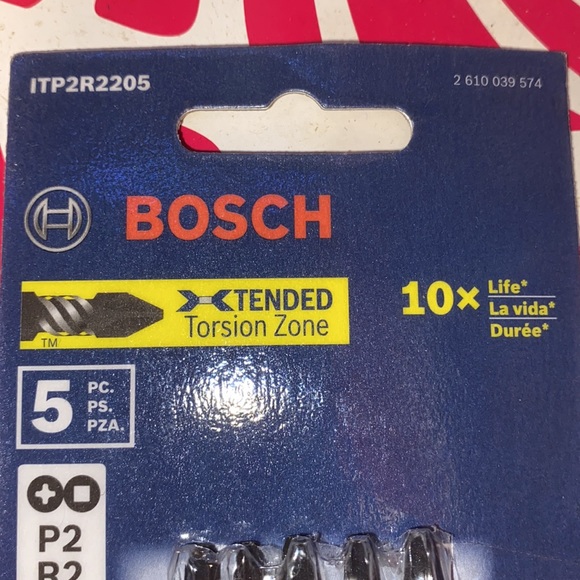 ITP2R2205
2 610 039 574
BOSCH
XTENDED
Torsion Zone
TM
10× Life*
La vida*
Durée*
5 PC.
PS.
PZA.
P2
R2